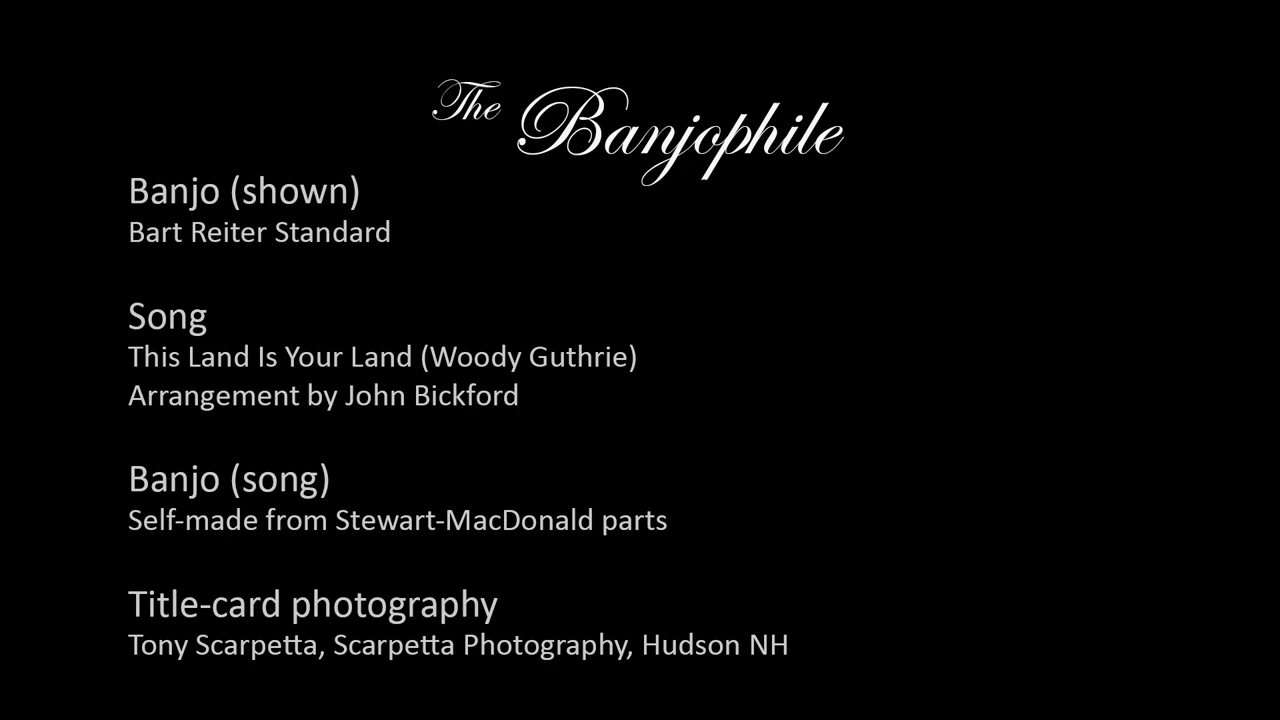 The Banjophile
Banjo (shown)
Bart Reiter Standard
Song
This Land Is Your Land (Woody Guthrie)
Arrangement by John Bickford
Banjo (song)
Self-made from Stewart-MacDonald parts
Title-card photography
Tony Scarpetta, Scarpetta Photography, Hudson NH